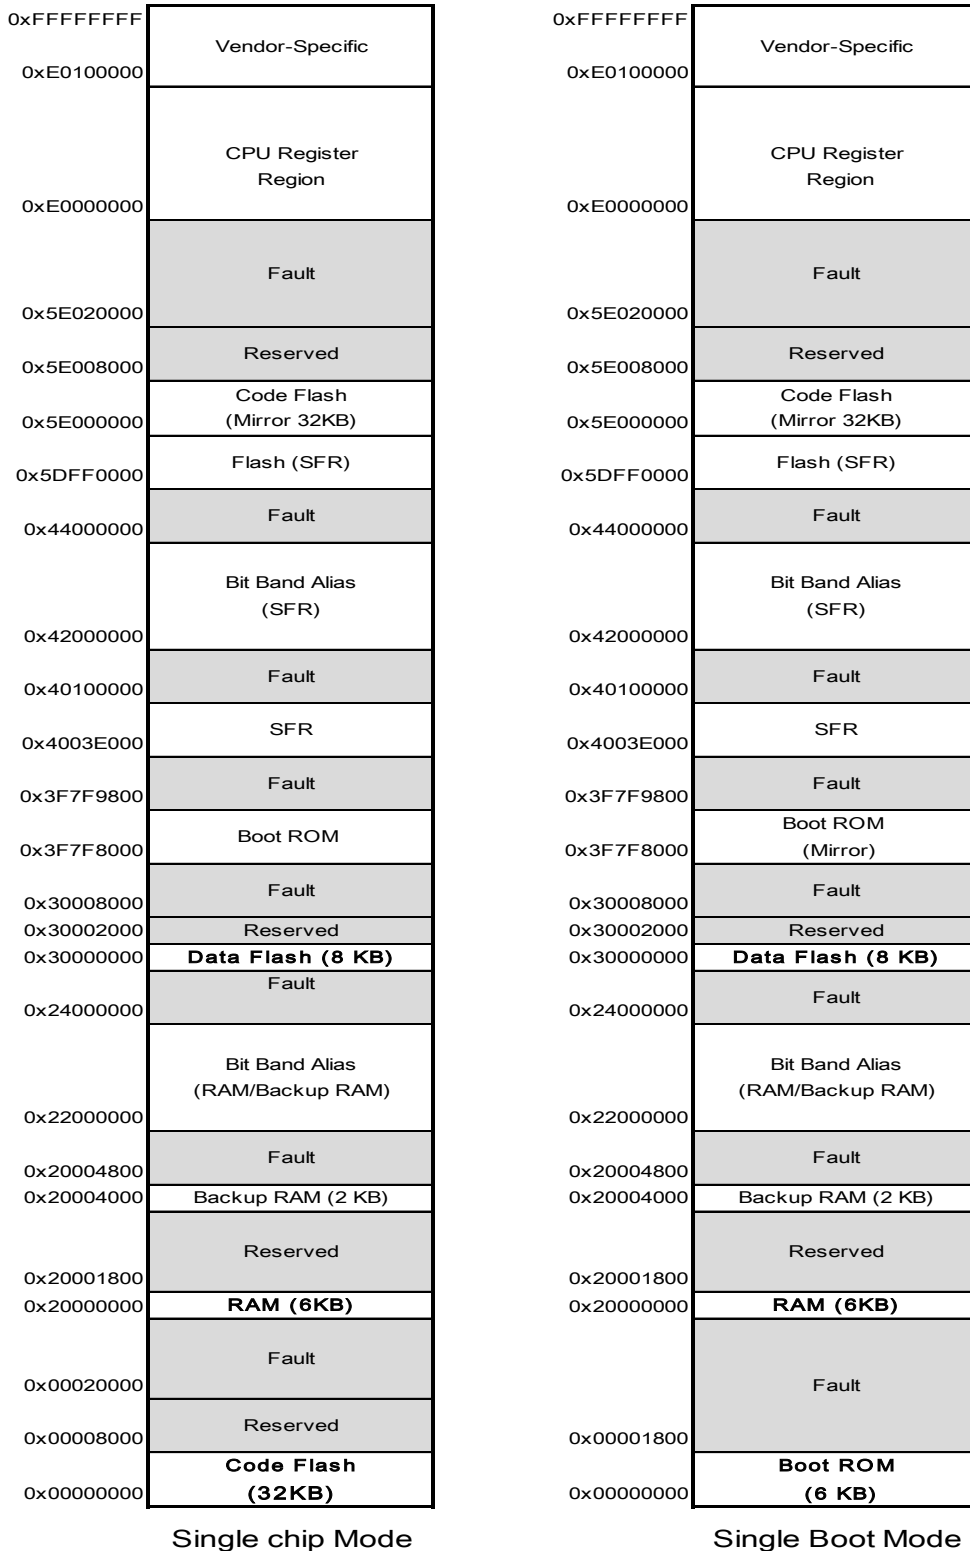 0xFFFFFFFF
Vendor-Specific
0xE0100000
CPU Register
Region
0xE0000000
Fault
0x5E020000
Reserved
0x5E008000
Code Flash
(Mirror 32KB)
0x5E000000
Flash (SFR)
0x5DFF0000
Fault
0x44000000
Bit Band Alias
(SFR)
0x42000000
Fault
0x40100000
SFR
0x4003E000
Fault
0x3F7F9800
Boot ROM
0x3F7F8000
Fault
0x30008000
Reserved
0x30002000
Data Flash (8 KB)
0x30000000
Fault
0x24000000
Bit Band Alias
(RAM/Backup RAM)
0x22000000
Fault
0x20004800
Backup RAM (2 KB)
0x20004000
Reserved
0x20001800
RAM (6KB)
0x20000000
Fault
0x00020000
Reserved
0x00008000
Code Flash
(32KB)
0x00000000
Single chip Mode
0xFFFFFFFF
Vendor-Specific
0xE0100000
CPU Register
Region
0xE0000000
Fault
0x5E020000
Reserved
0x5E008000
Code Flash
(Mirror 32KB)
0x5E000000
Flash (SFR)
0x5DFF0000
Fault
0x44000000
Bit Band Alias
(SFR)
0x42000000
Fault
0x40100000
SFR
0x4003E000
Fault
0x3F7F9800
Boot ROM
(Mirror)
0x3F7F8000
Fault
0x30008000
Reserved
0x30002000
Data Flash (8 KB)
0x30000000
Fault
0x24000000
Bit Band Alias
(RAM/Backup RAM)
0x22000000
Fault
0x20004800
Backup RAM (2 KB)
0x20004000
Reserved
0x20001800
RAM (6KB)
0x20000000
Fault
0x00001800
Boot ROM
(6 KB)
0x00000000
Single Boot Mode